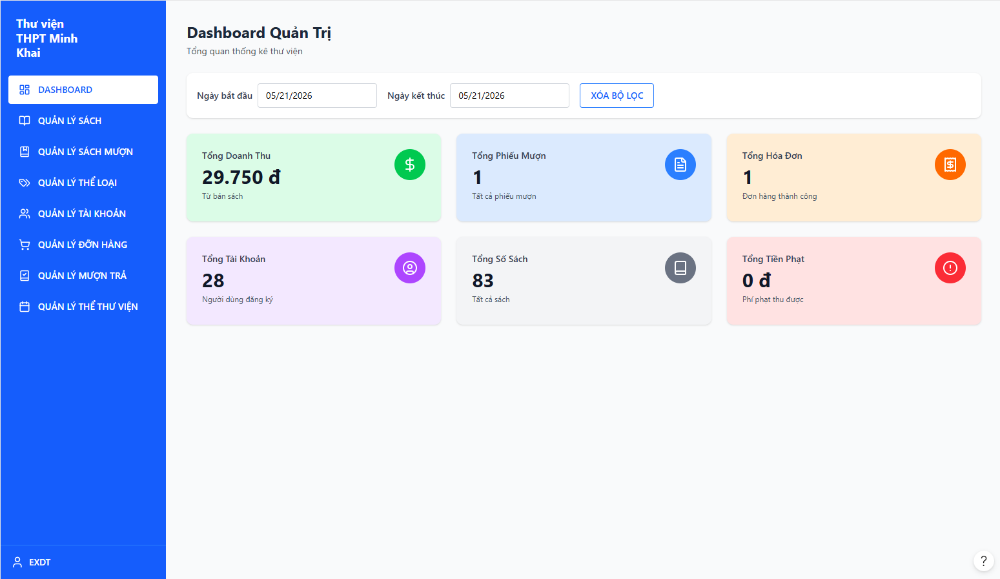 Thư viện
THPT Minh
Khai
DASHBOARD
QUẢN LÝ SÁCH
QUẢN LÝ SÁCH MƯỢN
QUẢN LÝ THỂ LOẠI
QUẢN LÝ TÀI KHOẢN
QUẢN LÝ ĐƠN HÀNG
QUẢN LÝ MƯỢN TRẢ
QUẢN LÝ THẺ THƯ VIỆN
EXDT
Dashboard Quản Trị
Tổng quan thống kê thư viện
Ngày bắt đầu 05/21/2026 Ngày kết thúc 05/21/2026 XÓA BỘ LỌC
Tổng Doanh Thu
29.750 đ
Từ bán sách
Tổng Phiếu Mượn
1
Tất cả phiếu mượn
Tổng Hóa Đơn
1
Đơn hàng thành công
Tổng Tài Khoản
28
Người dùng đăng ký
Tổng Số Sách
83
Tất cả sách
Tổng Tiền Phạt
0 đ
Phí phạt thu được
?